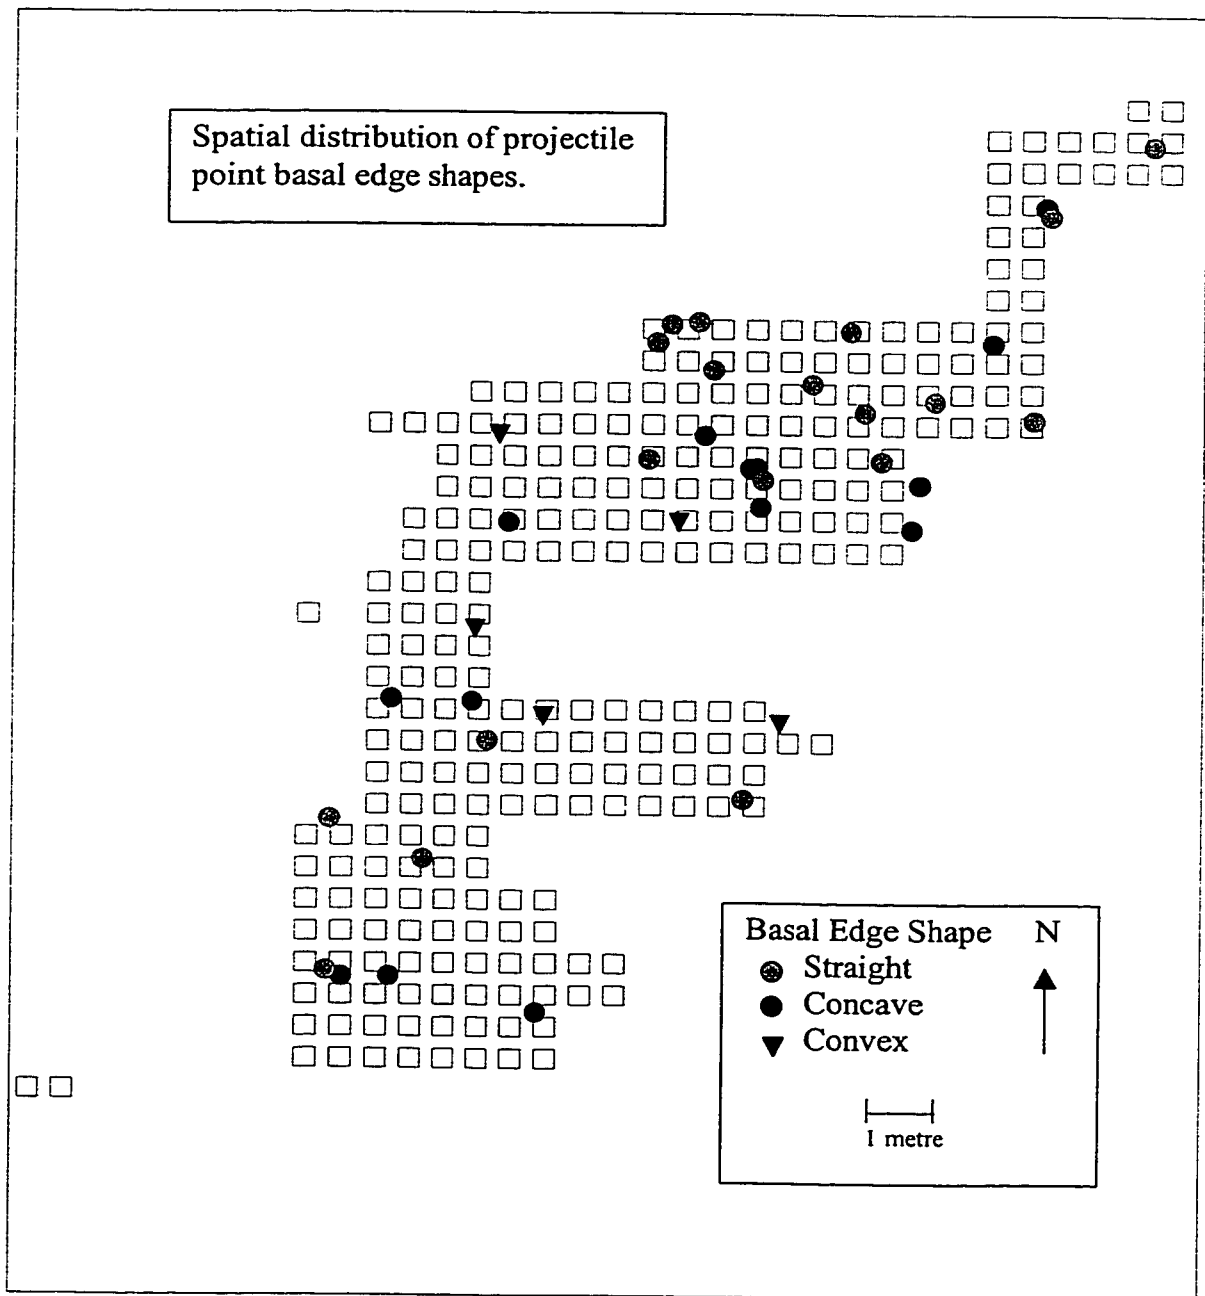 Spatial distribution of projectile
point basal edge shapes.
Basal Edge Shape N
Straight
Concave
Convex
1 metre